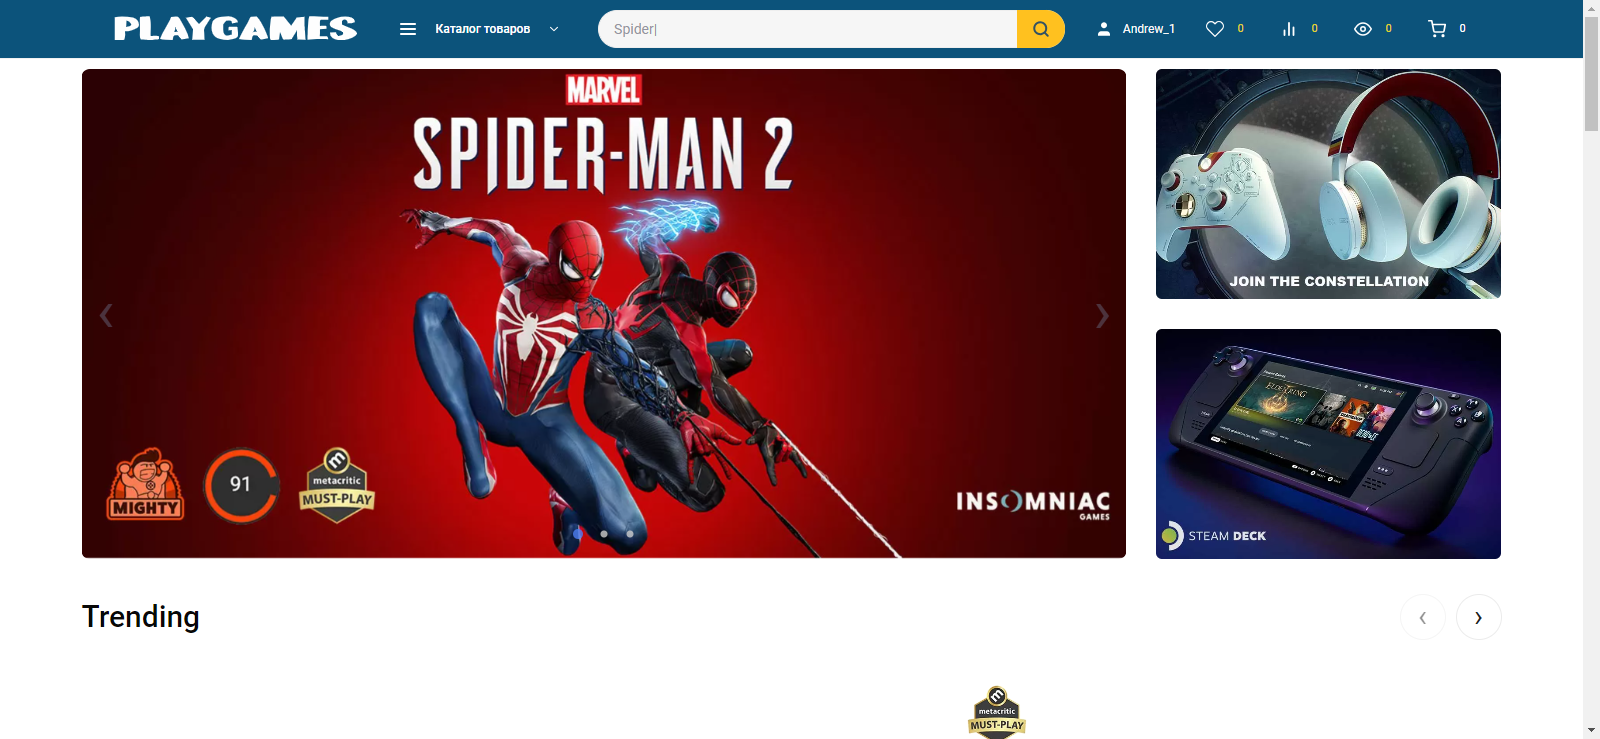 PLAYGAMES
Каталог товаров
Spider
Andrew_1
0
0
0
0
MARVEL
SPIDER-MAN 2
MIGHTY
91
metacritic
MUST-PLAY
INSOMNIAC
GAMES
JOIN THE CONSTELLATION
ELDEN RING
STEAM DECK
Trending
metacritic
MUST-PLAY